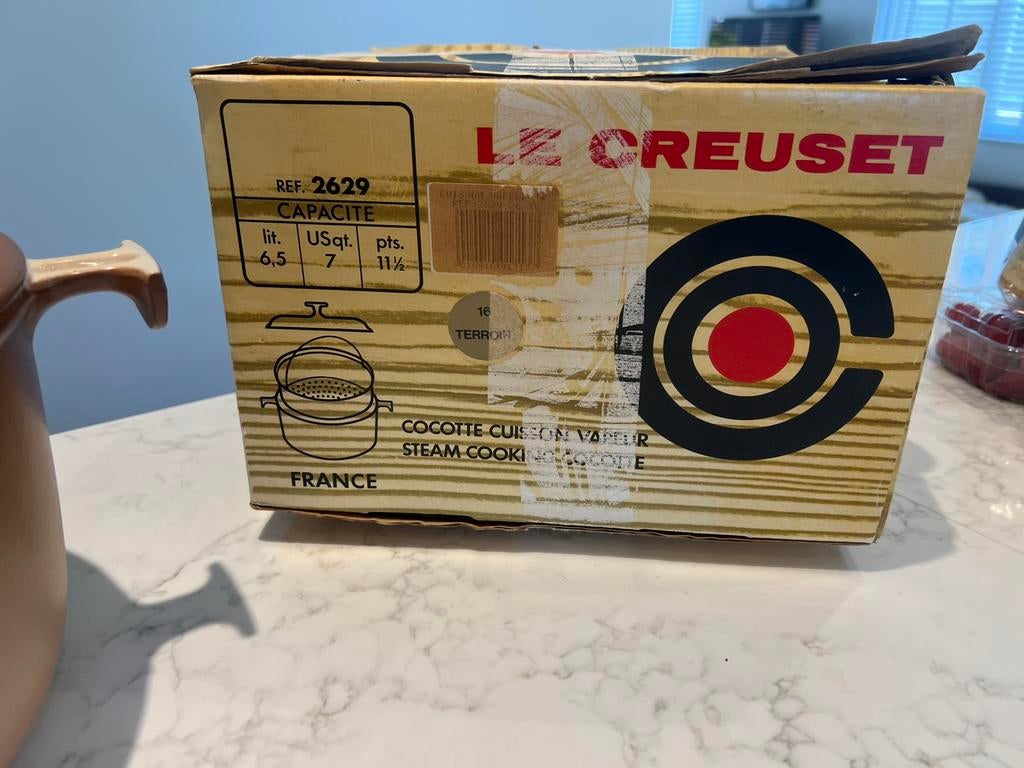 LE CREUSET
REF. 2629
CAPACITE
lit. USqt. pts.
6,5 7 11½
16
TERROIR
COCOTTE CUISSON VAPEUR
STEAM COOKING COCOTTE
FRANCE